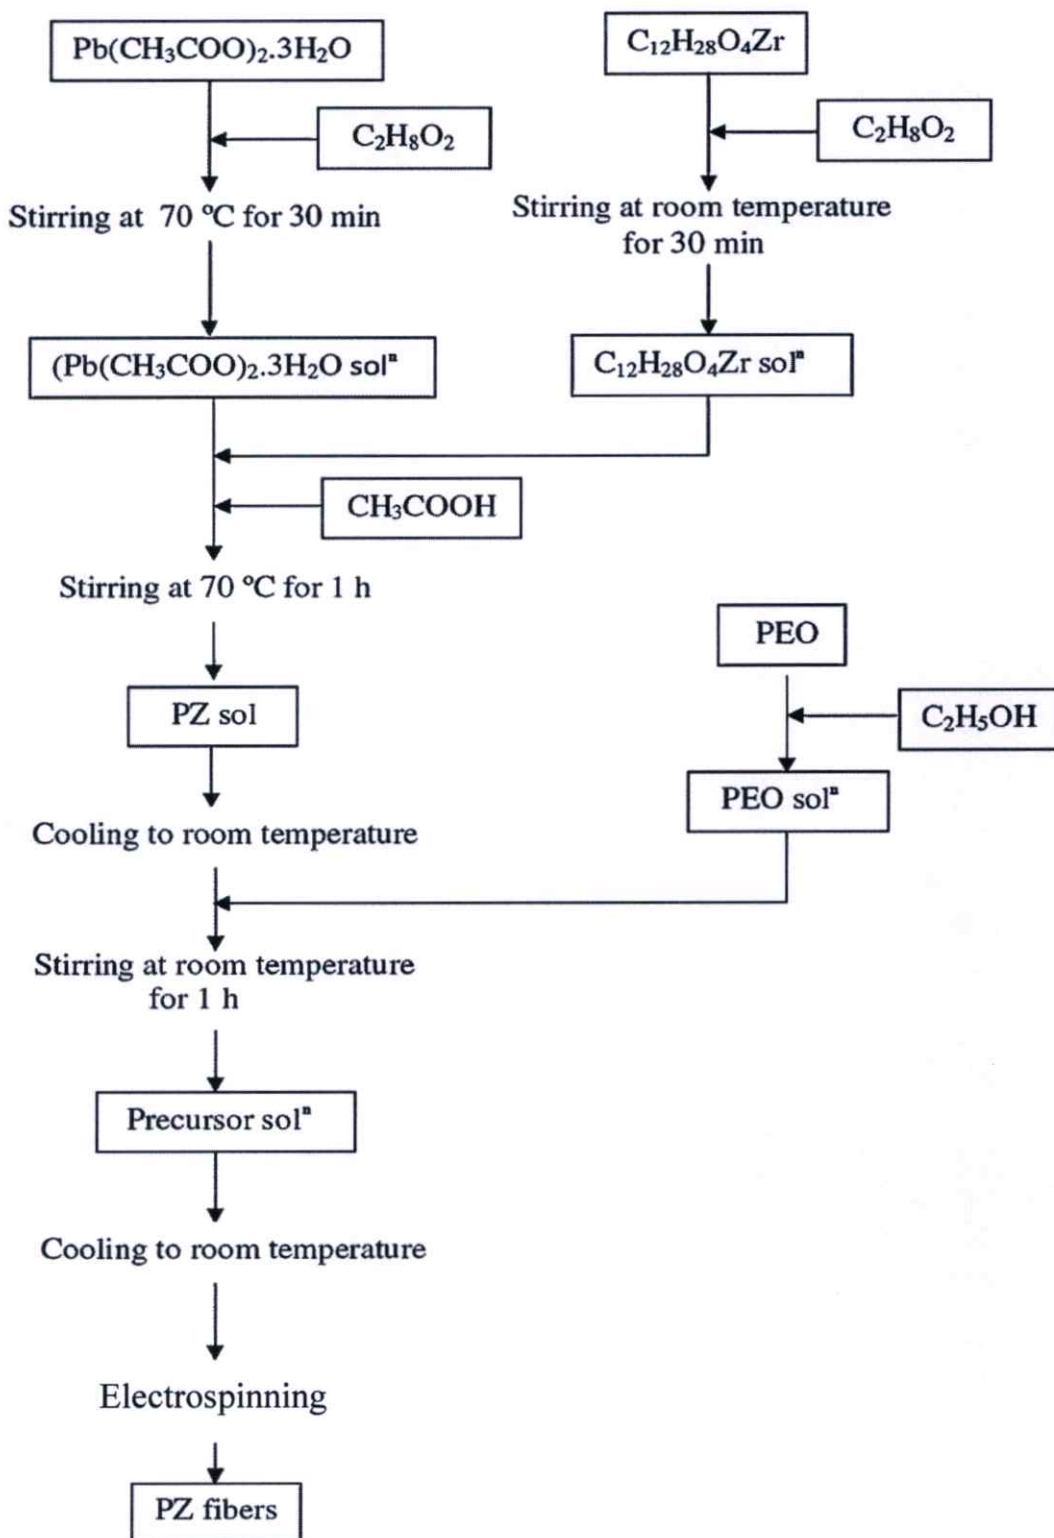 Pb(CH₃COO)₂.3H₂O
C₁₂H₂₈O₄Zr
C₂H₈O₂
C₂H₈O₂
Stirring at 70 ºC for 30 min
Stirring at room temperature
for 30 min
(Pb(CH₃COO)₂.3H₂O solⁿ
C₁₂H₂₈O₄Zr solⁿ
CH₃COOH
Stirring at 70 ºC for 1 h
PEO
PZ sol
C₂H₅OH
PEO solⁿ
Cooling to room temperature
Stirring at room temperature
for 1 h
Precursor solⁿ
Cooling to room temperature
Electrospinning
PZ fibers